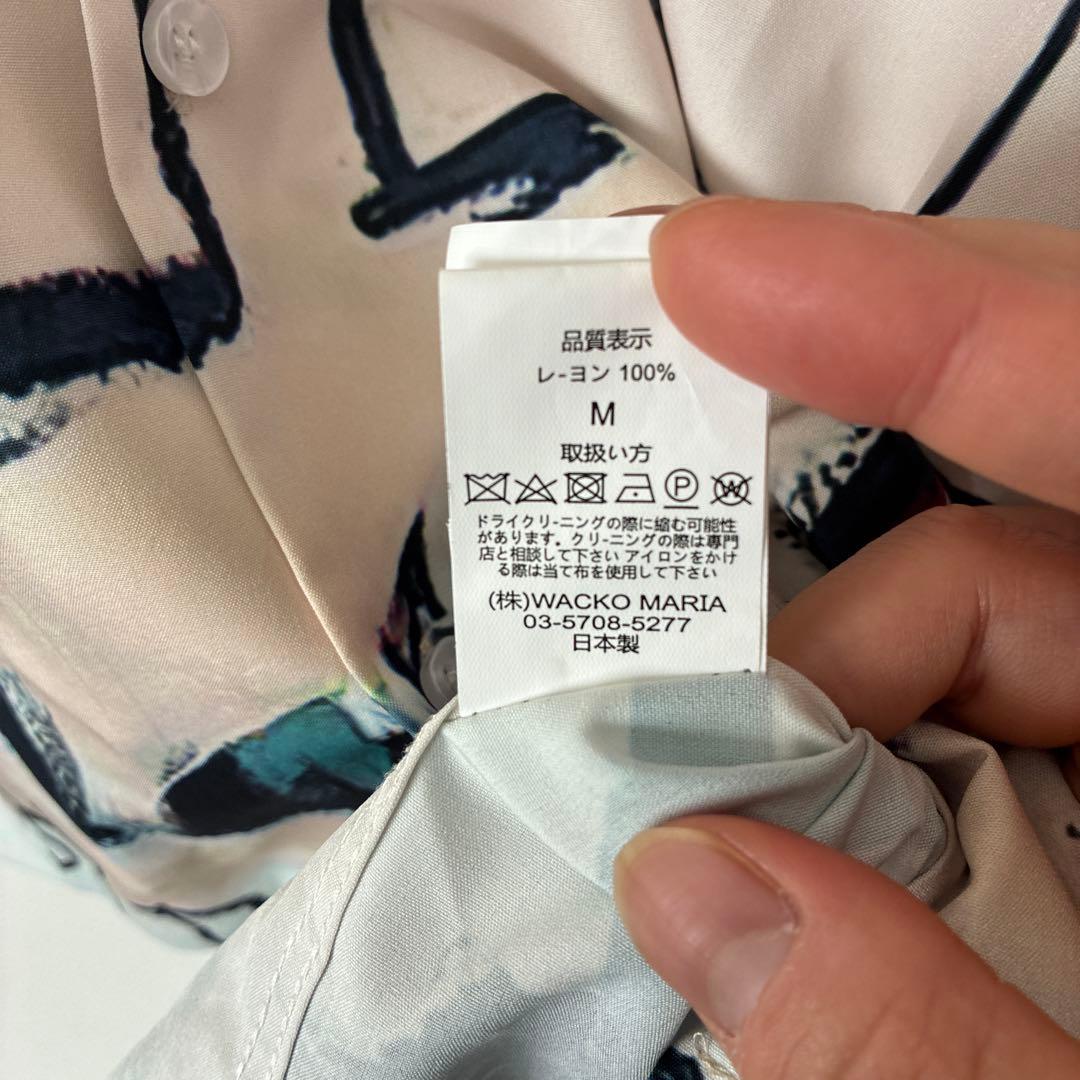 品質表示
レ-ヨン 100%
M
取扱い方
P W
ドライクリ-ニングの際に縮む可能性
があります。クリ-ニングの際は専門
店と相談して下さい アイロンをかけ
る際は当て布を使用して下さい
(株)WACKO MARIA
03-5708-5277
日本製